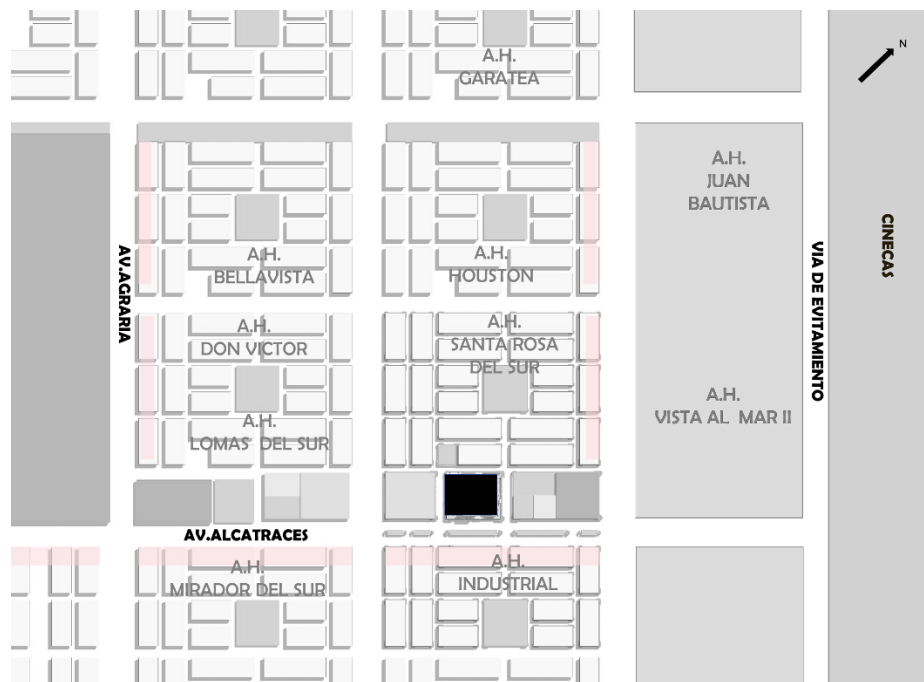 N
A.H.
GARATEA
A.H.
JUAN
BAUTISTA
CINECAS
VIA DE EVITAMIENTO
AV.AGRARIA
A.H.
BELLAVISTA
A.H.
HOUSTON
A.H.
DON VICTOR
A.H.
SANTA ROSA
DEL SUR
A.H.
LOMAS DEL SUR
A.H.
VISTA AL MAR II
AV.ALCATRACES
A.H.
MIRADOR DEL SUR
A.H.
INDUSTRIAL